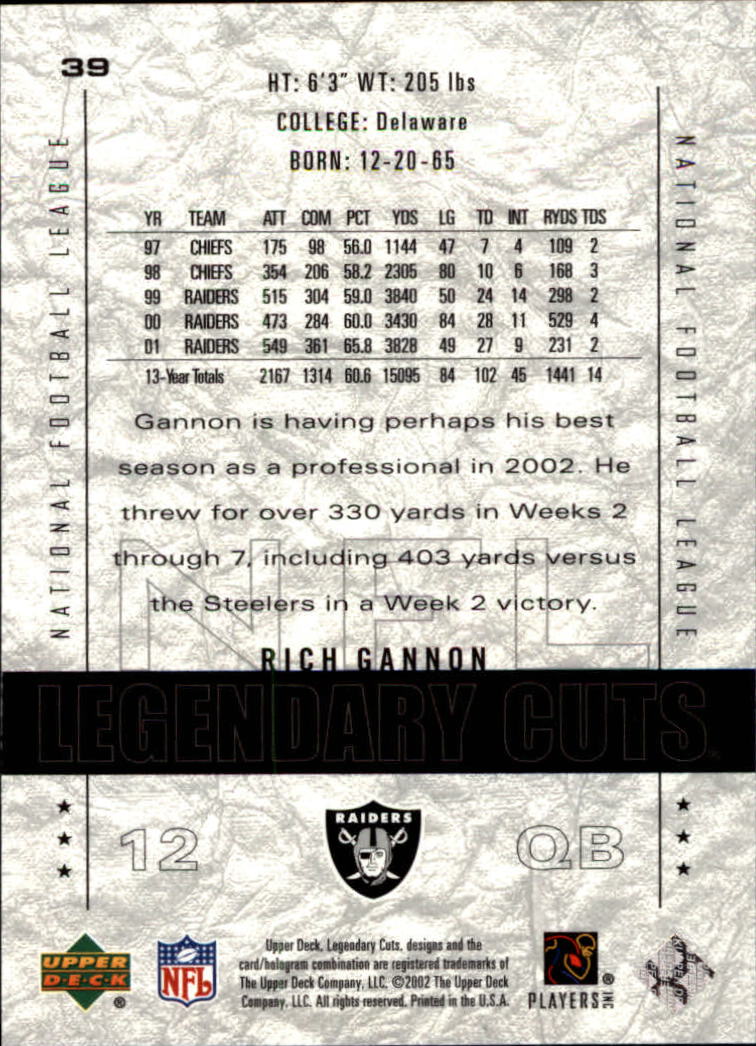 39
HT: 6'3" WT: 205 lbs
COLLEGE: Delaware
BORN: 12-20-65
NATIONAL FOOTBALL LEAGUE
NATIONAL FOOTBALL LEAGUE
YR TEAM ATT COM PCT YDS LG TD INT RYDS TDS
97 CHIEFS 175 98 56.0 1144 47 7 4 109 2
98 CHIEFS 354 206 58.2 2305 80 10 6 168 3
99 RAIDERS 515 304 59.0 3840 50 24 14 298 2
00 RAIDERS 473 284 60.0 3430 84 28 11 529 4
01 RAIDERS 549 361 65.8 3828 49 27 9 231 2
13-Year Totals 2167 1314 60.6 15095 84 102 45 1441 14
Gannon is having perhaps his best
season as a professional in 2002. He
threw for over 330 yards in Weeks 2
through 7, including 403 yards versus
the Steelers in a Week 2 victory.
NFL
RICH GANNON
LEGENDARY CUTS
12
RAIDERS
QB
UPPER
D·E·C·K
®
NFL
Upper Deck, Legendary Cuts, designs and the
card/hologram combination are registered trademarks of
The Upper Deck Company, LLC. ©2002 The Upper Deck
Company, LLC. All rights reserved. Printed in the U.S.A.
PLAYERS INC ®